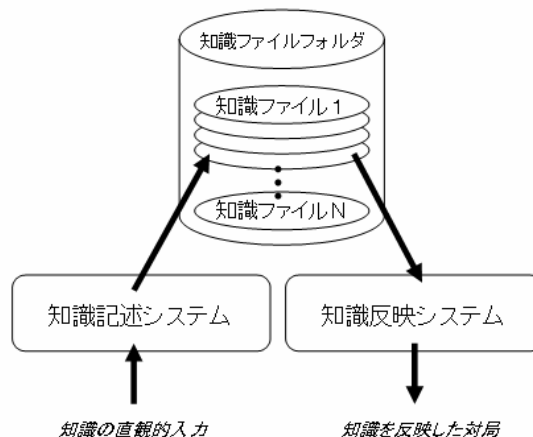 知識ファイルフォルダ
知識ファイル1
知識ファイルN
知識記述システム
知識反映システム
知識の直観的入力
知識を反映した対局